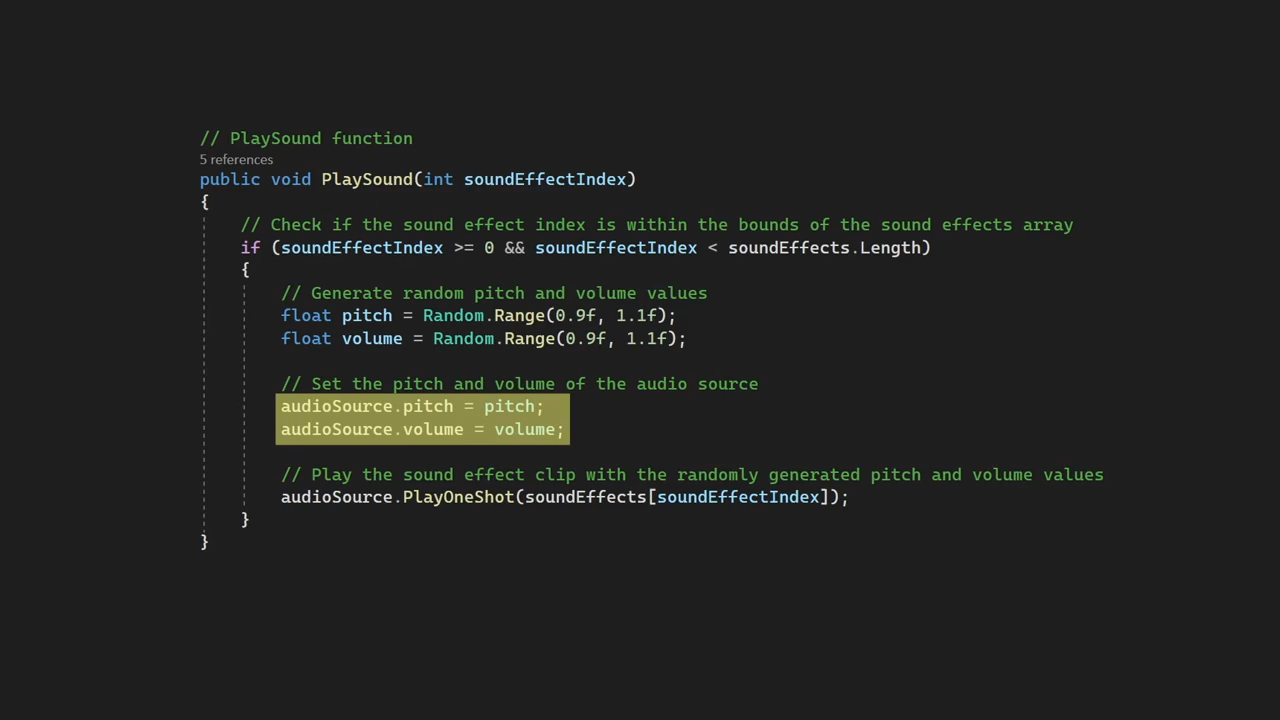 // PlaySound function
5 references
public void PlaySound(int soundEffectIndex)
{
// Check if the sound effect index is within the bounds of the sound effects array
if (soundEffectIndex >= 0 && soundEffectIndex < soundEffects.Length)
{
// Generate random pitch and volume values
float pitch = Random.Range(0.9f, 1.1f);
float volume = Random.Range(0.9f, 1.1f);
// Set the pitch and volume of the audio source
audioSource.pitch = pitch;
audioSource.volume = volume;
// Play the sound effect clip with the randomly generated pitch and volume values
audioSource.PlayOneShot(soundEffects[soundEffectIndex]);
}
}